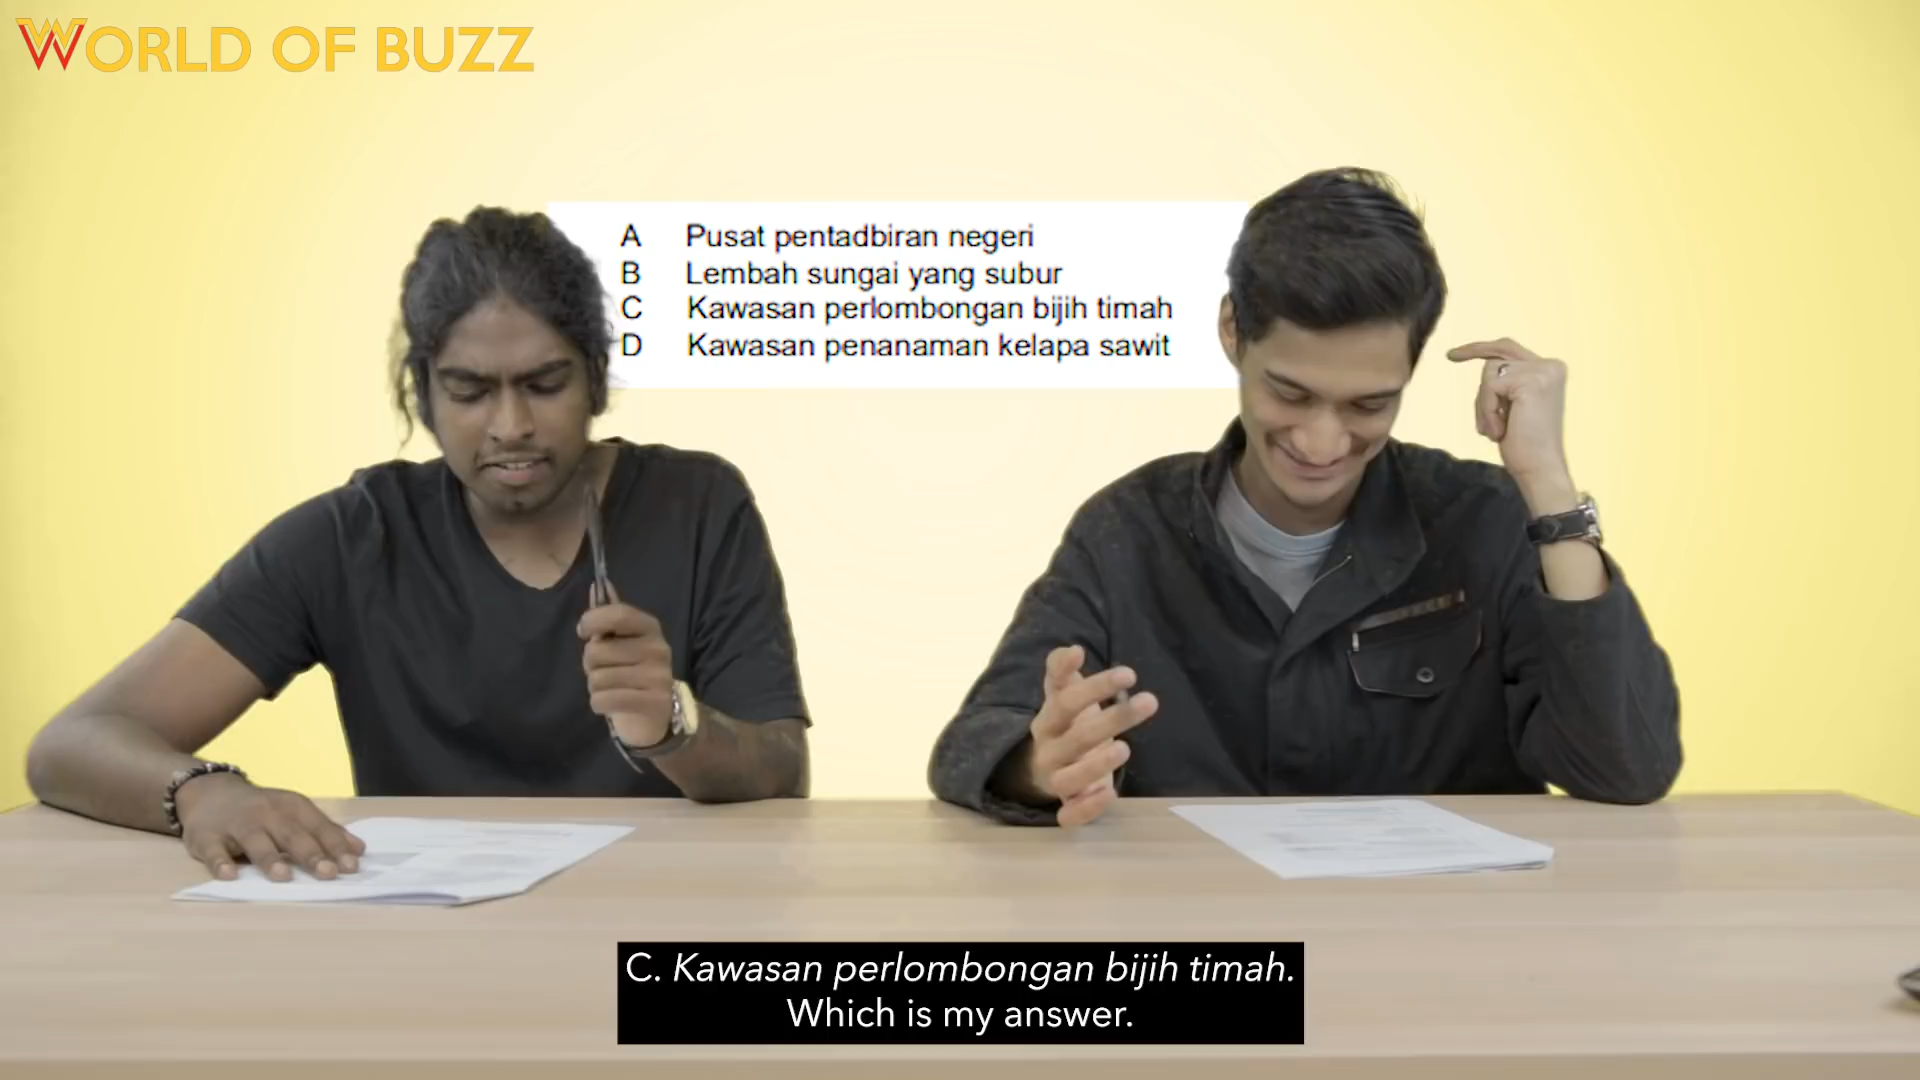 WORLD OF BUZZ
A Pusat pentadbiran negeri
B Lembah sungai yang subur
C Kawasan perlombongan bijih timah
D Kawasan penanaman kelapa sawit
C. Kawasan perlombongan bijih timah.
Which is my answer.